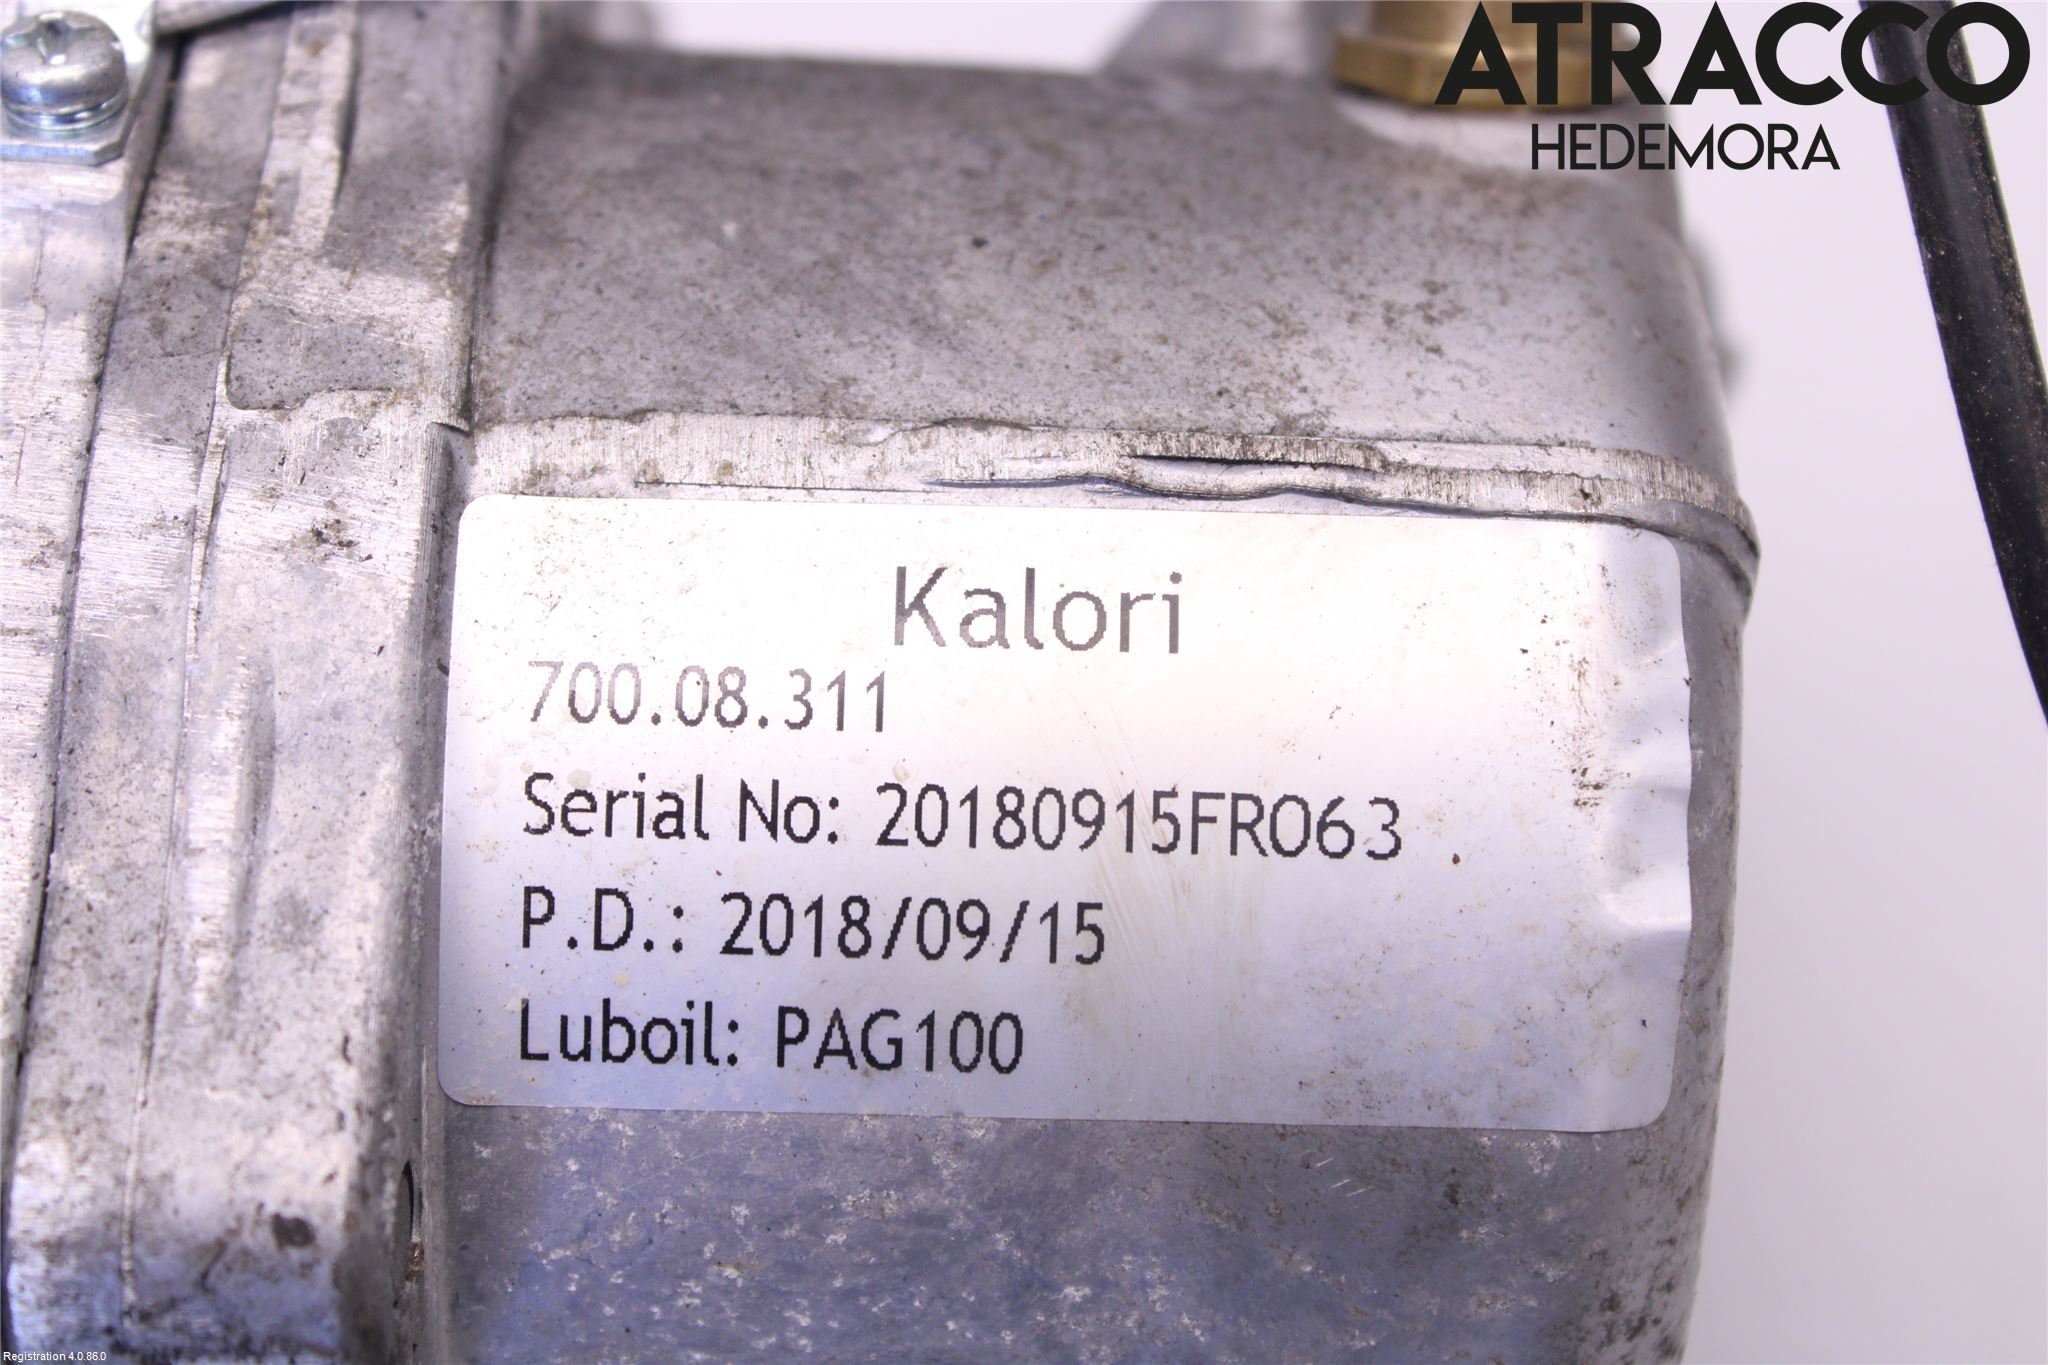 ATRACCO
HEDEMORA
Kalori
700.08.311
Serial No: 20180915FR063
P.D.: 2018/09/15
Luboil: PAG100
Registration 4.0.86.0